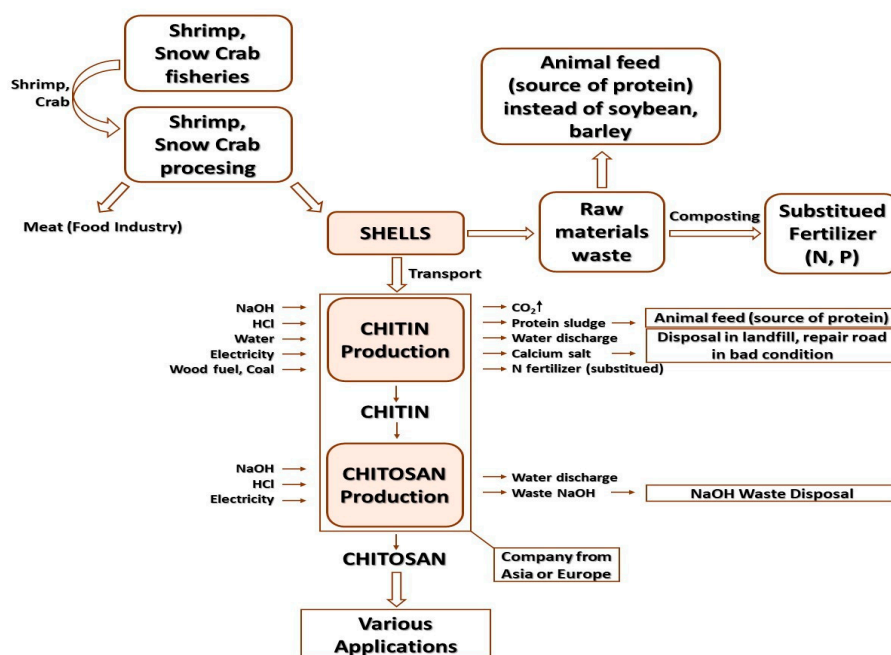 Shrimp,
Snow Crab
fisheries
Shrimp,
Crab
Shrimp,
Snow Crab
procesing
Meat (Food Industry)
Animal feed
(source of protein)
instead of soybean,
barley
SHELLS
Raw
materials
waste
Composting
Substitued
Fertilizer
(N, P)
Transport
NaOH
HCl
Water
Electricity
Wood fuel, Coal
CHITIN
Production
CO₂↑
Protein sludge
Water discharge
Calcium salt
N fertilizer (substitued)
Animal feed (source of protein)
Disposal in landfill, repair road
in bad condition
CHITIN
NaOH
HCl
Electricity
CHITOSAN
Production
Water discharge
Waste NaOH
NaOH Waste Disposal
CHITOSAN
Company from
Asia or Europe
Various
Applications